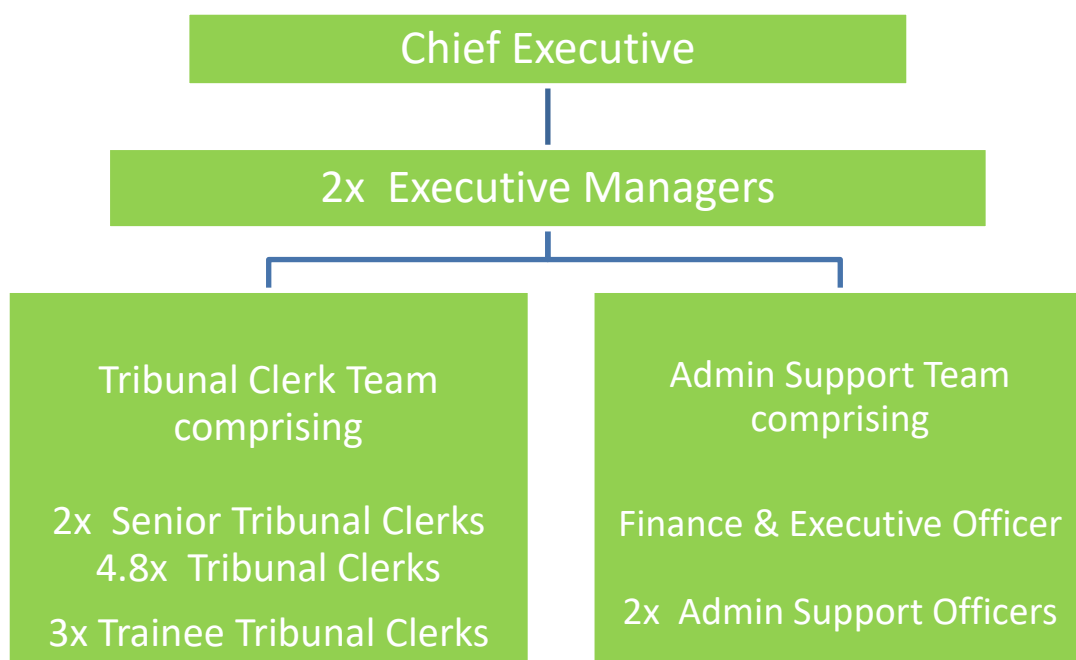 Chief Executive
2x Executive Managers
Tribunal Clerk Team
comprising
2x Senior Tribunal Clerks
4.8x Tribunal Clerks
3x Trainee Tribunal Clerks
Admin Support Team
comprising
Finance & Executive Officer
2x Admin Support Officers